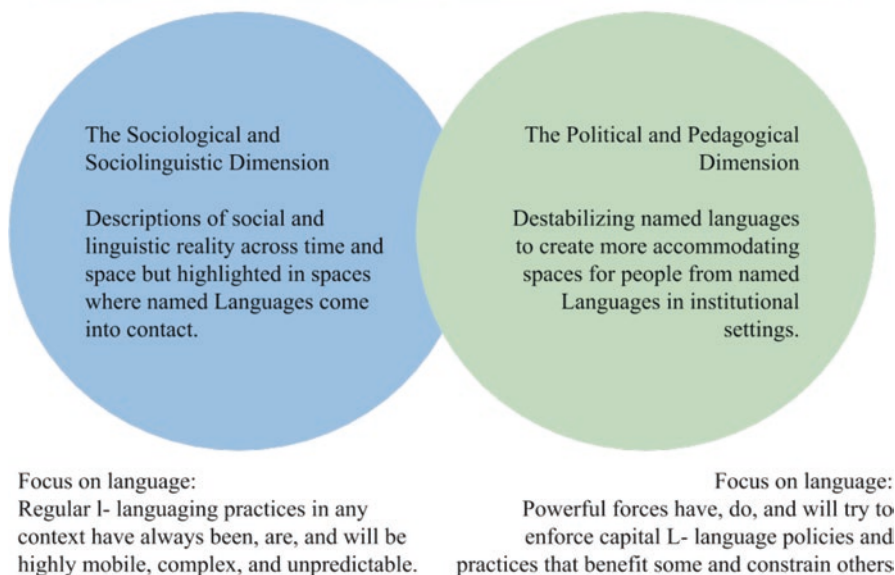 The Sociological and
Sociolinguistic Dimension
Descriptions of social and
linguistic reality across time and
space but highlighted in spaces
where named Languages come
into contact.
The Political and Pedagogical
Dimension
Destabilizing named languages
to create more accommodating
spaces for people from named
Languages in institutional
settings.
Focus on language:
Regular l- languaging practices in any
context have always been, are, and will be
highly mobile, complex, and unpredictable.
Focus on language:
Powerful forces have, do, and will try to
enforce capital L- language policies and
practices that benefit some and constrain others